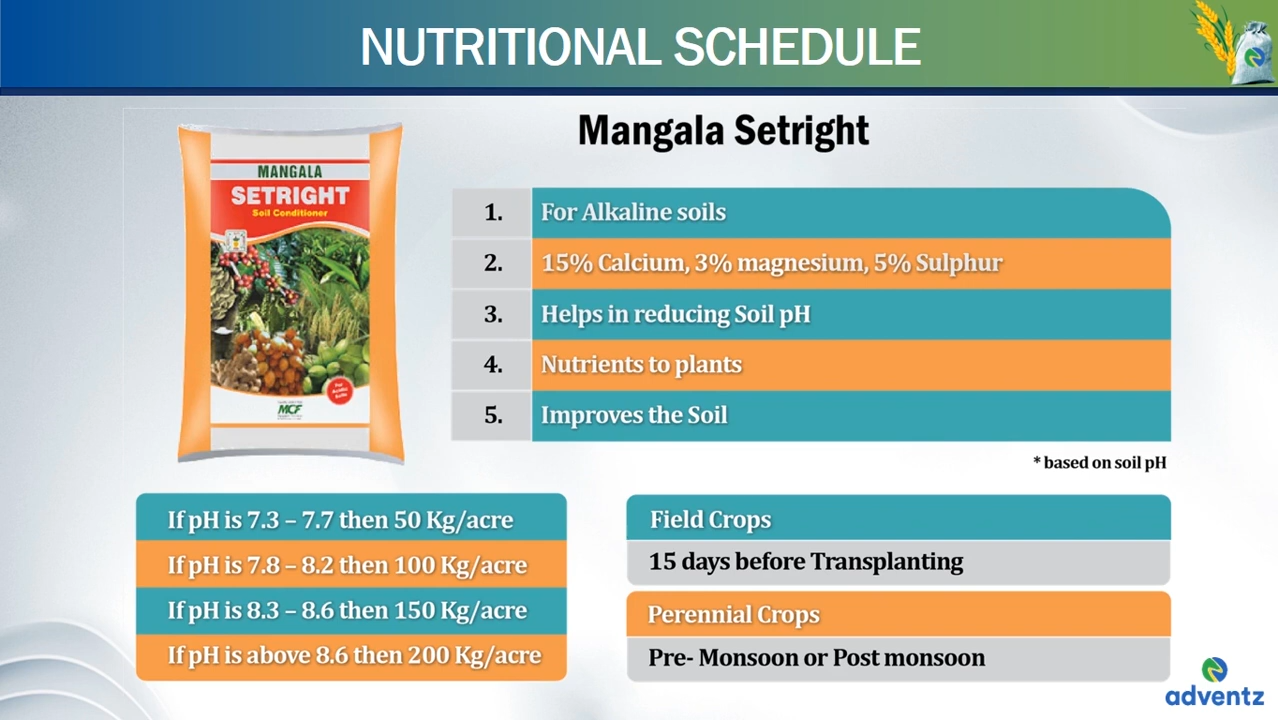 NUTRITIONAL SCHEDULE
Mangala Setright
MANGALA
SETRIGHT
Soil Conditioner
For
Acidic
Soils
MCF
1. For Alkaline soils
2. 15% Calcium, 3% magnesium, 5% Sulphur
3. Helps in reducing Soil pH
4. Nutrients to plants
5. Improves the Soil
* based on soil pH
If pH is 7.3 – 7.7 then 50 Kg/acre
If pH is 7.8 – 8.2 then 100 Kg/acre
If pH is 8.3 – 8.6 then 150 Kg/acre
If pH is above 8.6 then 200 Kg/acre
Field Crops
15 days before Transplanting
Perennial Crops
Pre- Monsoon or Post monsoon
adventz